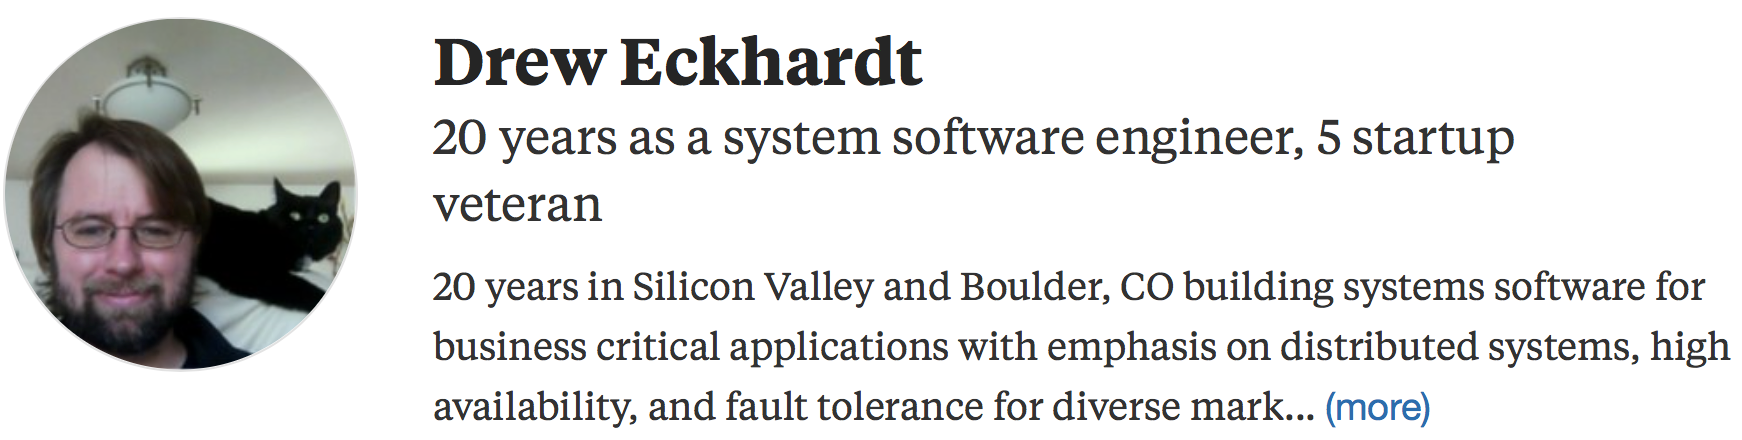 Drew Eckhardt
20 years as a system software engineer, 5 startup
veteran
20 years in Silicon Valley and Boulder, CO building systems software for
business critical applications with emphasis on distributed systems, high
availability, and fault tolerance for diverse mark... (more)